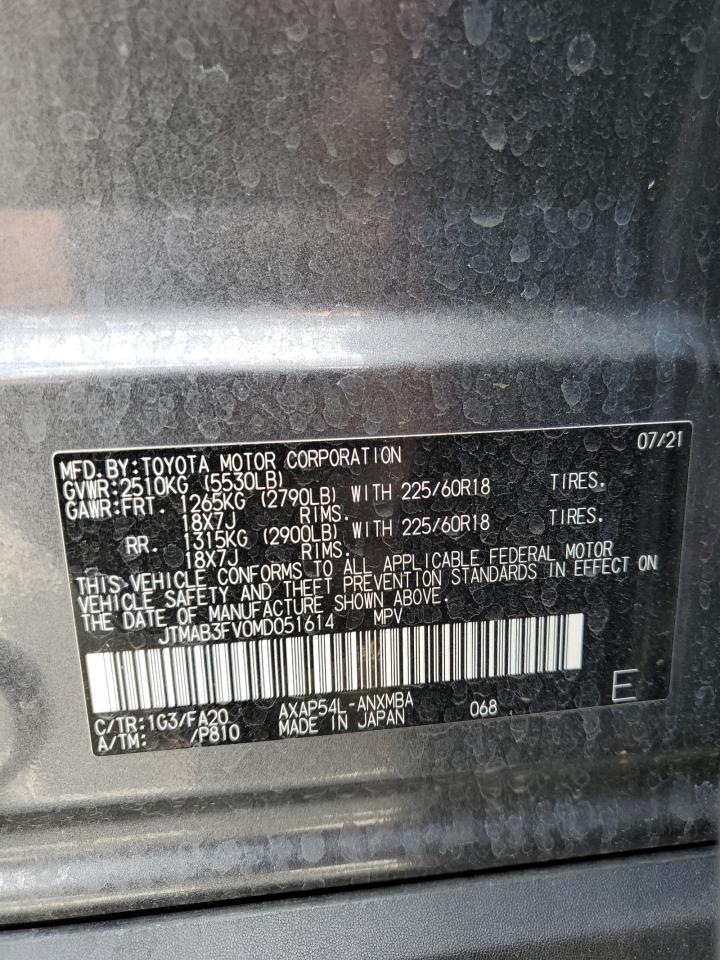 07/21
MFD.BY:TOYOTA MOTOR CORPORATION
GVWR:2510KG (5530LB)
GAWR:FRT. 1265KG (2790LB) WITH 225/60R18 TIRES.
18X7J RIMS.
RR. 1315KG (2900LB) WITH 225/60R18 TIRES.
18X7J RIMS.
THIS VEHICLE CONFORMS TO ALL APPLICABLE FEDERAL MOTOR
VEHICLE SAFETY AND THEFT PREVENTION STANDARDS IN EFFECT ON
THE DATE OF MANUFACTURE SHOWN ABOVE.
JTMAB3FV0MD051614 MPV
C/TR:1G3/FA20 AXAP54L-ANXMBA 068 E
A/TM: /P810 MADE IN JAPAN